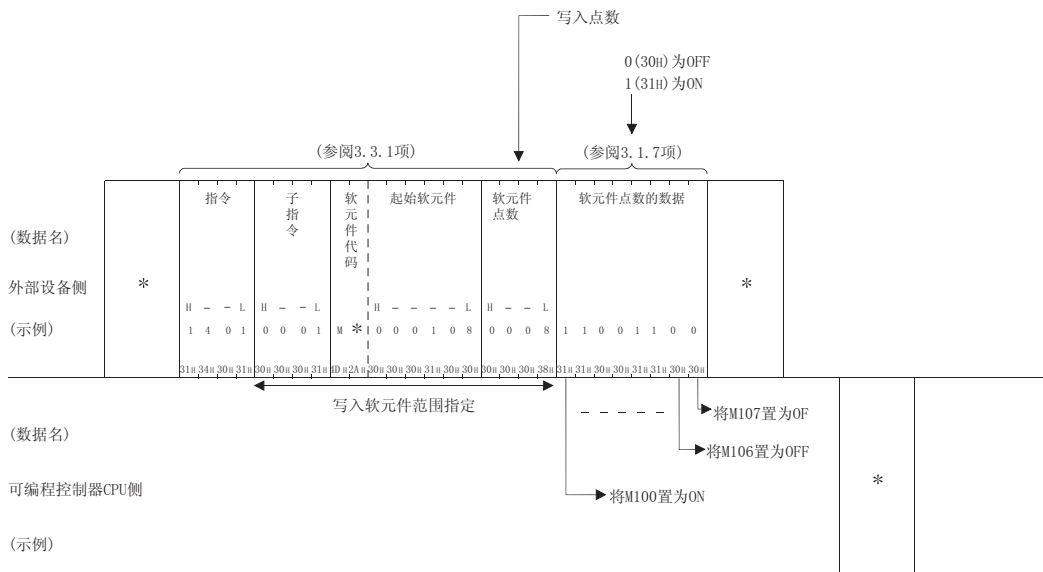 写入点数
0(30H)为OFF
1(31H)为ON
(参阅3.3.1项) (参阅3.1.7项)
指令 子指令 软元件代码 起始软元件 软元件点数 软元件点数的数据
(数据名)
外部设备侧 * *
H - - L H - - L H - - - - L H - - L
(示例) 1 4 0 1 0 0 0 1 M * 0 0 0 1 0 8 0 0 0 8 1 1 0 0 1 1 0 0
31H 34H 30H 31H 30H 30H 30H 31H 4DH 2AH 30H 30H 30H 31H 30H 30H 30H 30H 30H 38H 31H 31H 30H 30H 31H 31H 30H 30H
写入软元件范围指定
- - - - - 将M107置为OF
(数据名)
将M106置为OFF
可编程控制器CPU侧 *
将M100置为ON
(示例)